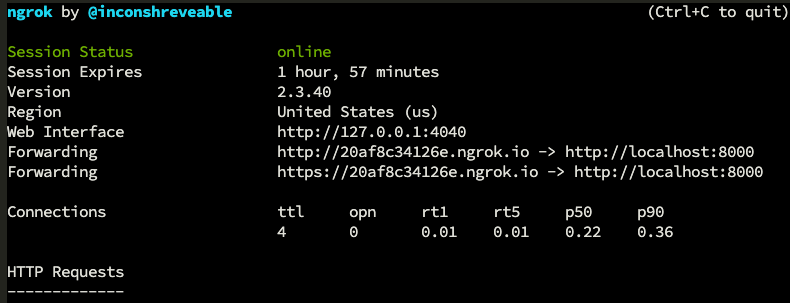 ngrok by @inconshreveable (Ctrl+C to quit)
Session Status online
Session Expires 1 hour, 57 minutes
Version 2.3.40
Region United States (us)
Web Interface http://127.0.0.1:4040
Forwarding http://20af8c34126e.ngrok.io -> http://localhost:8000
Forwarding https://20af8c34126e.ngrok.io -> http://localhost:8000
Connections ttl opn rt1 rt5 p50 p90
4 0 0.01 0.01 0.22 0.36
HTTP Requests
-------------